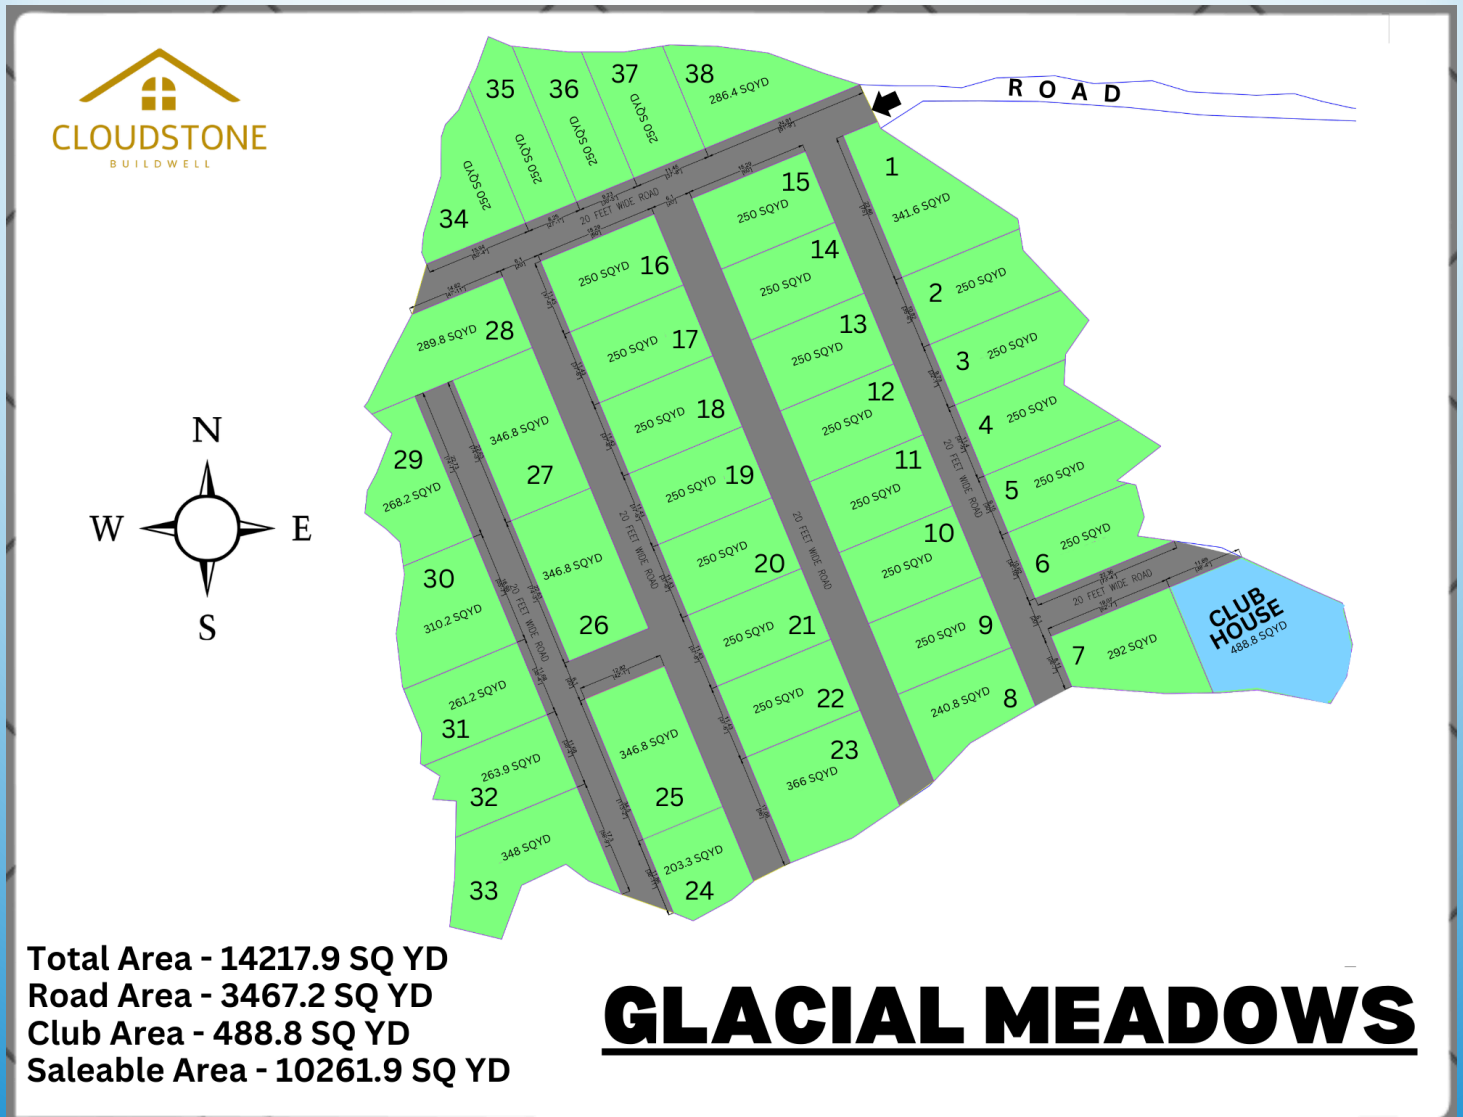 CLOUDSTONE
BUILDWELL
ROAD
35
36
37
38
286.4 SQYD
250 SQYD
250 SQYD
250 SQYD
250 SQYD
34
20 FEET WIDE ROAD
1
341.6 SQYD
15
250 SQYD
14
250 SQYD
13
250 SQYD
12
250 SQYD
11
250 SQYD
10
250 SQYD
9
250 SQYD
8
240.8 SQYD
2
250 SQYD
3
250 SQYD
4
250 SQYD
5
250 SQYD
6
250 SQYD
20 FEET WIDE ROAD
20 FEET WIDE ROAD
7
292 SQYD
CLUB
HOUSE
488.8 SQYD
16
250 SQYD
17
250 SQYD
18
250 SQYD
19
250 SQYD
20
250 SQYD
21
250 SQYD
22
250 SQYD
23
366 SQYD
20 FEET WIDE ROAD
20 FEET WIDE ROAD
28
289.8 SQYD
346.8 SQYD
27
346.8 SQYD
26
346.8 SQYD
25
203.3 SQYD
24
20 FEET WIDE ROAD
29
268.2 SQYD
30
310.2 SQYD
261.2 SQYD
31
263.9 SQYD
32
348 SQYD
33
N
W
E
S
Total Area - 14217.9 SQ YD
Road Area - 3467.2 SQ YD
Club Area - 488.8 SQ YD
Saleable Area - 10261.9 SQ YD
GLACIAL MEADOWS